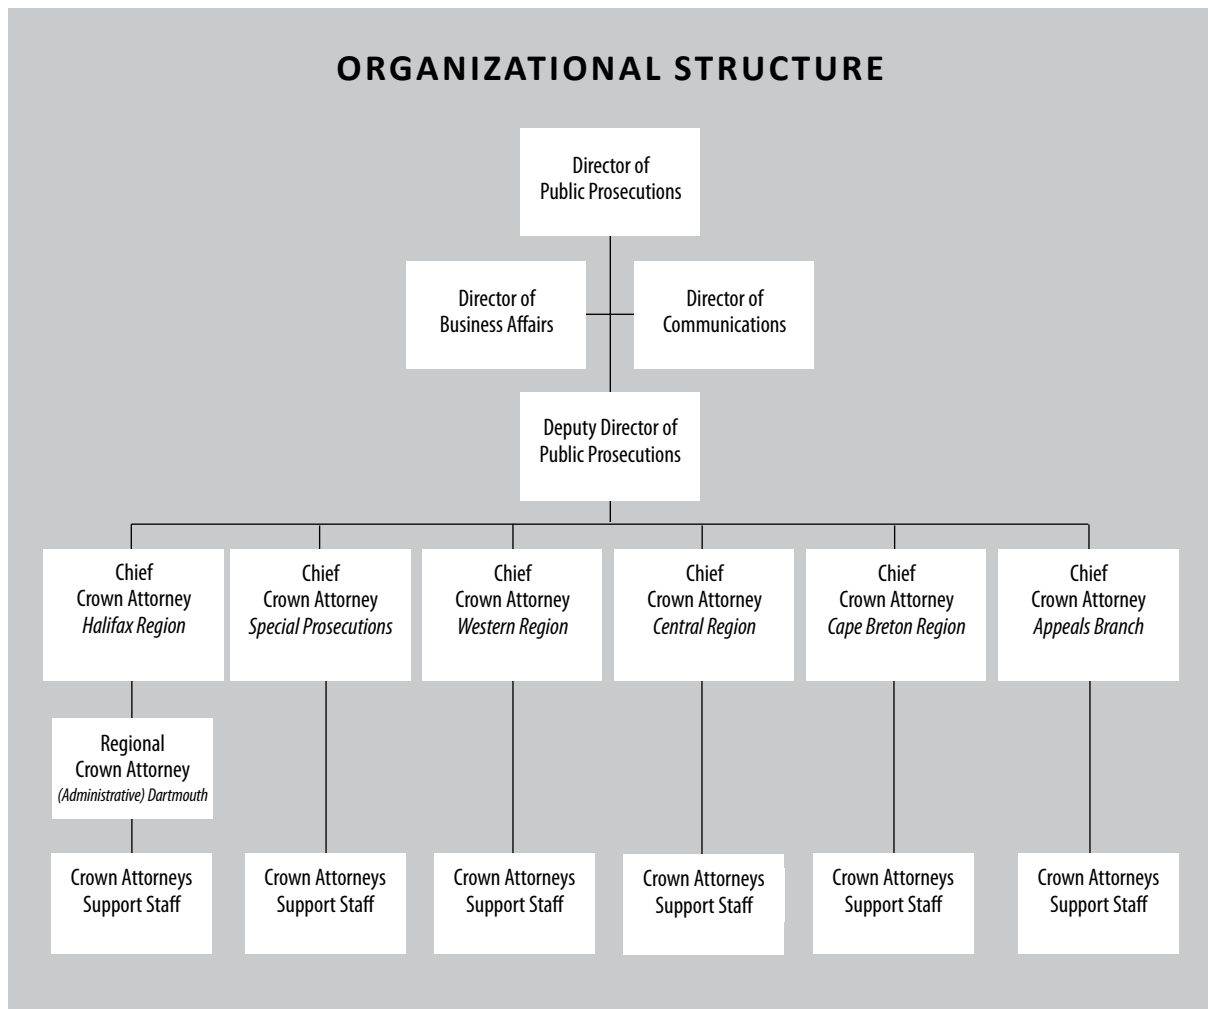 ORGANIZATIONAL STRUCTURE
Director of
Public Prosecutions
Director of
Business Affairs
Director of
Communications
Deputy Director of
Public Prosecutions
Chief
Crown Attorney
Halifax Region
Chief
Crown Attorney
Special Prosecutions
Chief
Crown Attorney
Western Region
Chief
Crown Attorney
Central Region
Chief
Crown Attorney
Cape Breton Region
Chief
Crown Attorney
Appeals Branch
Regional
Crown Attorney
(Administrative) Dartmouth
Crown Attorneys
Support Staff
Crown Attorneys
Support Staff
Crown Attorneys
Support Staff
Crown Attorneys
Support Staff
Crown Attorneys
Support Staff
Crown Attorneys
Support Staff